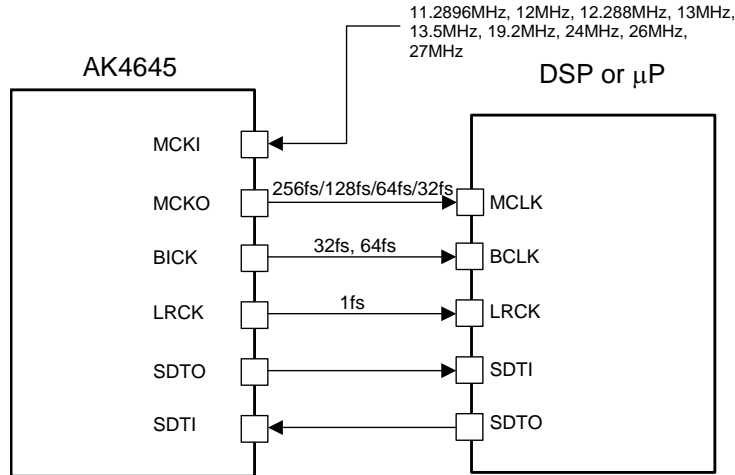 11.2896MHz, 12MHz, 12.288MHz, 13MHz,
13.5MHz, 19.2MHz, 24MHz, 26MHz,
27MHz
AK4645
DSP or μP
MCKI
MCKO
256fs/128fs/64fs/32fs
MCLK
BICK
32fs, 64fs
BCLK
LRCK
1fs
LRCK
SDTO
SDTI
SDTI
SDTO